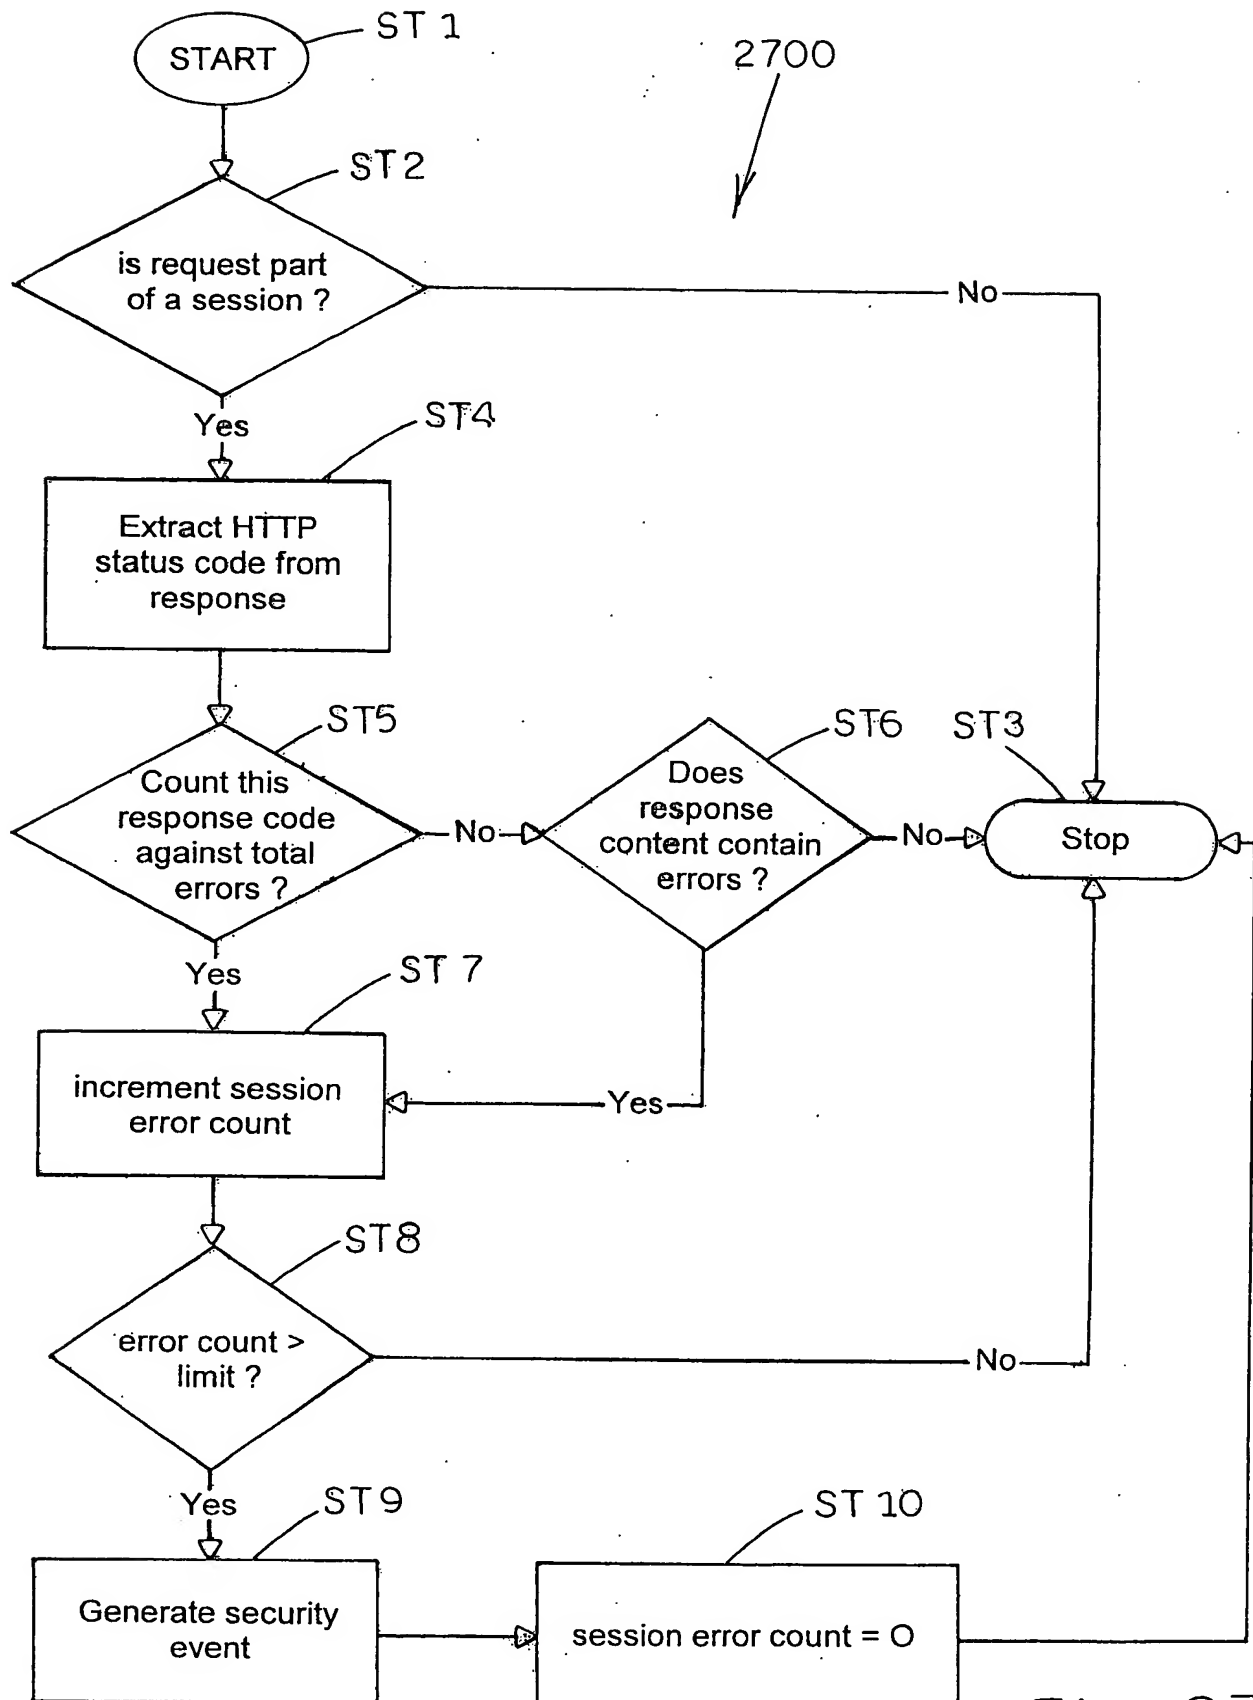 START
ST 1
2700
ST2
is request part
of a session ?
No
Yes
ST4
Extract HTTP
status code from
response
ST5
Count this
response code
against total
errors ?
No
ST6
Does
response
content contain
errors ?
No
ST3
Stop
Yes
ST 7
increment session
error count
Yes
ST8
error count >
limit ?
No
Yes
ST9
Generate security
event
ST 10
session error count = O